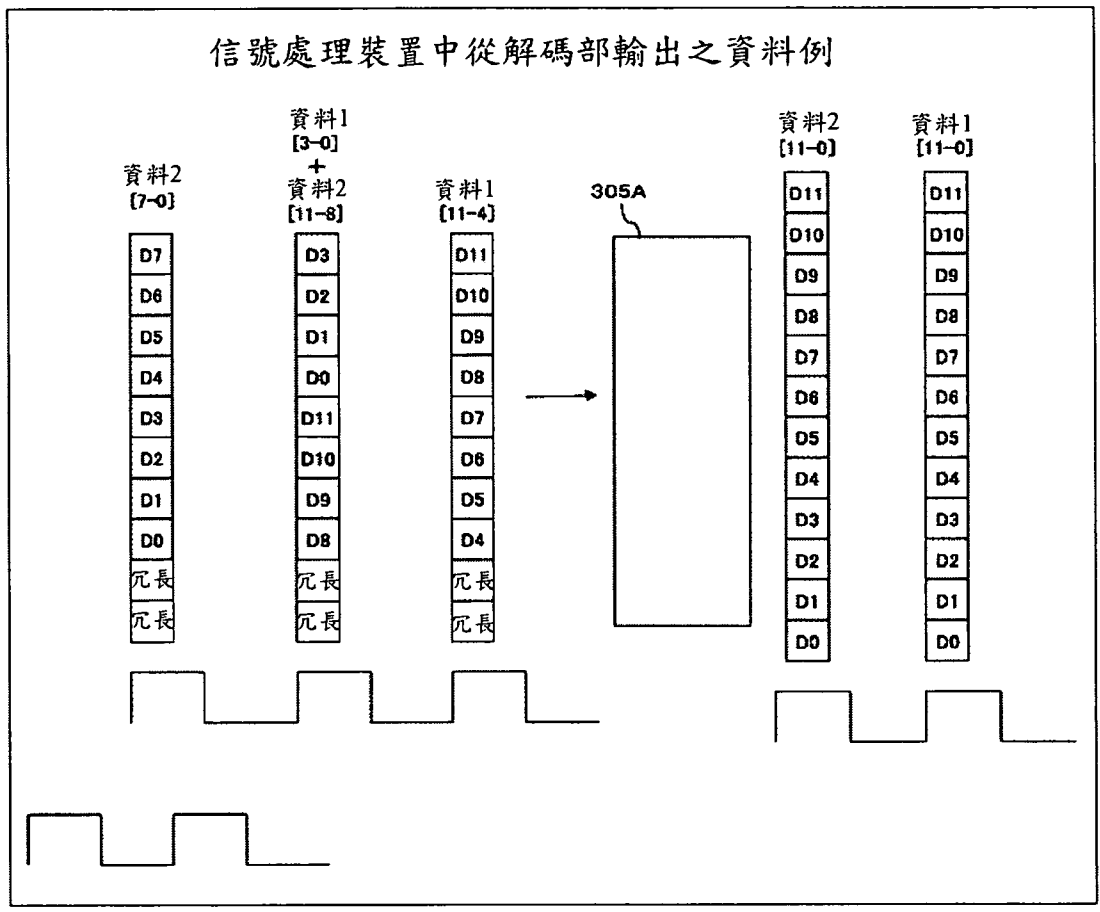 信號處理裝置中從解碼部輸出之資料例
資料2
[7-0]
D7
D6
D5
D4
D3
D2
D1
D0
冗長
冗長
資料1
[3-0]
+
資料2
[11-8]
D3
D2
D1
D0
D11
D10
D9
D8
冗長
冗長
資料1
[11-4]
D11
D10
D9
D8
D7
D6
D5
D4
冗長
冗長
305A
資料2
[11-0]
D11
D10
D9
D8
D7
D6
D5
D4
D3
D2
D1
D0
資料1
[11-0]
D11
D10
D9
D8
D7
D6
D5
D4
D3
D2
D1
D0